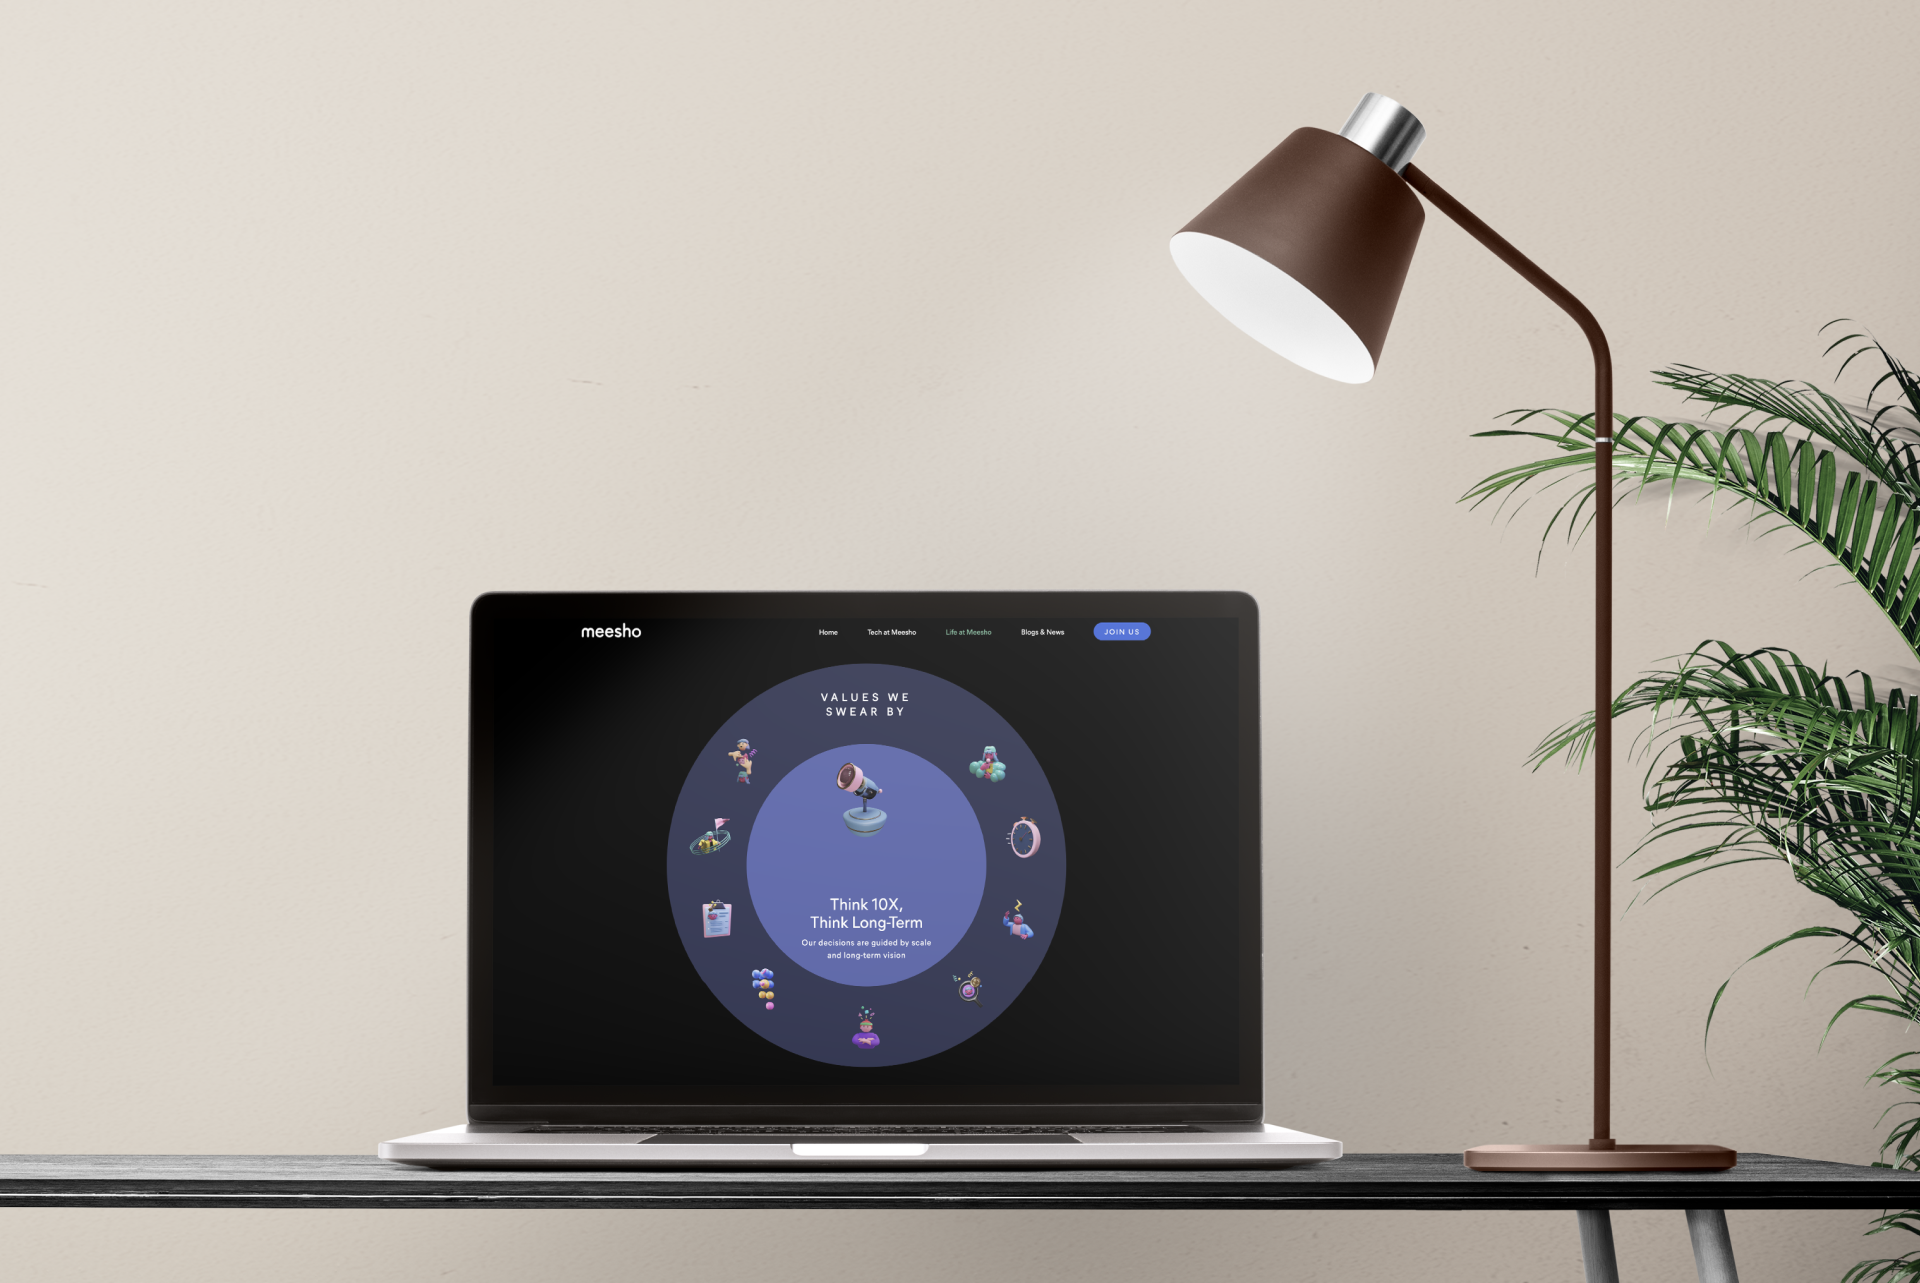 meesho
Home
Tech at Meesho
Life at Meesho
Blogs & News
JOIN US
VALUES WE
SWEAR BY
Think 10X,
Think Long-Term
Our decisions are guided by scale
and long-term vision